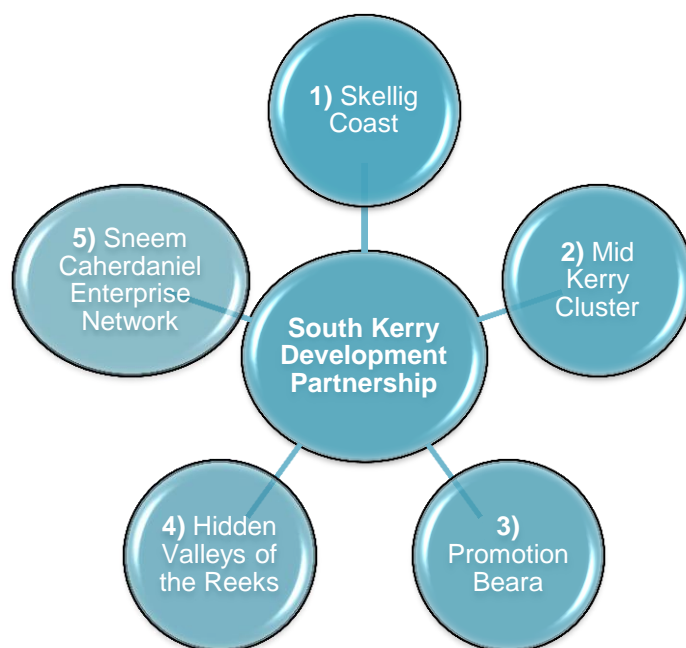 1) Skellig
Coast
2) Mid
Kerry
Cluster
3)
Promotion
Beara
4) Hidden
Valleys of
the Reeks
5) Sneem
Caherdaniel
Enterprise
Network
South Kerry
Development
Partnership